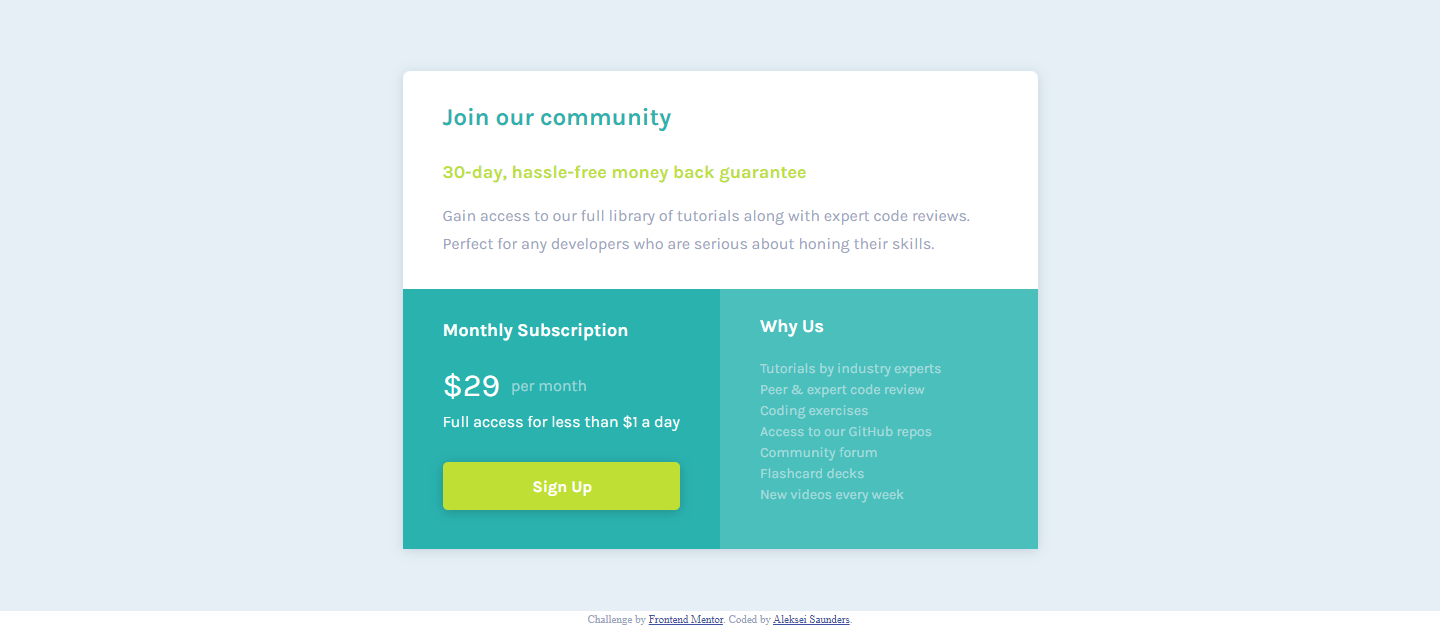 Join our community
30-day, hassle-free money back guarantee
Gain access to our full library of tutorials along with expert code reviews.
Perfect for any developers who are serious about honing their skills.
Monthly Subscription
$29 per month
Full access for less than $1 a day
Sign Up
Why Us
Tutorials by industry experts
Peer & expert code review
Coding exercises
Access to our GitHub repos
Community forum
Flashcard decks
New videos every week
Challenge by Frontend Mentor. Coded by Aleksei Saunders.